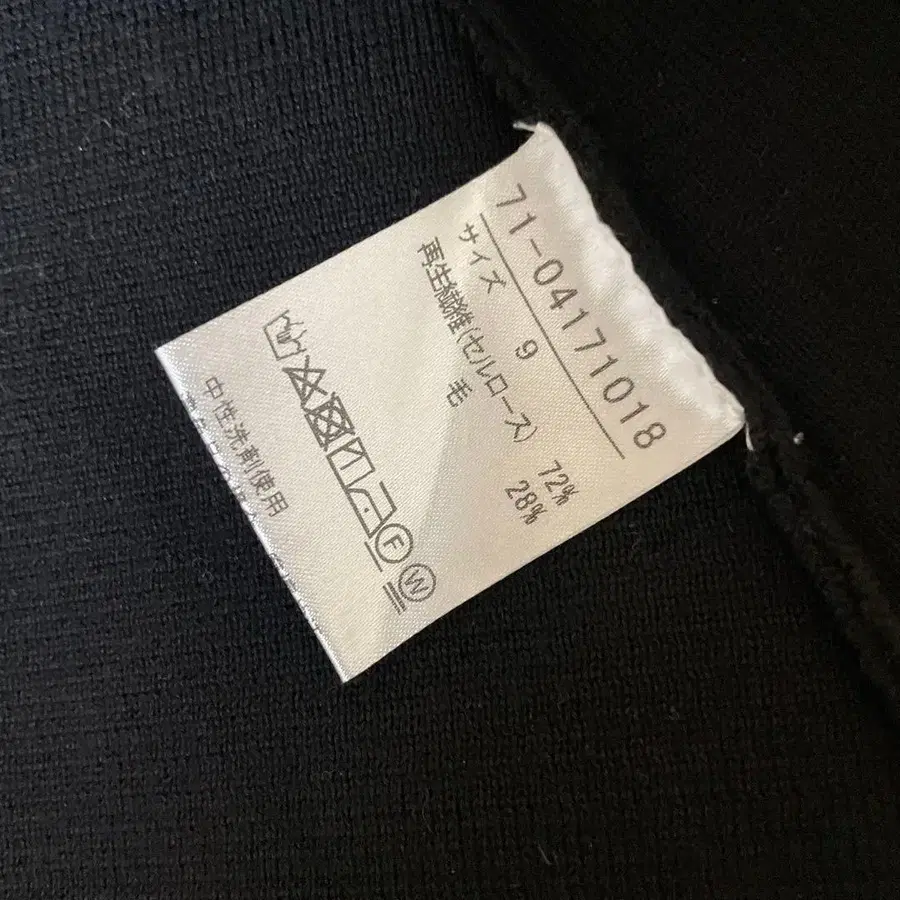 71-04171018
サイズ 9
再生繊維(セルロース) 72%
毛 28%
F W
中性洗剤使用